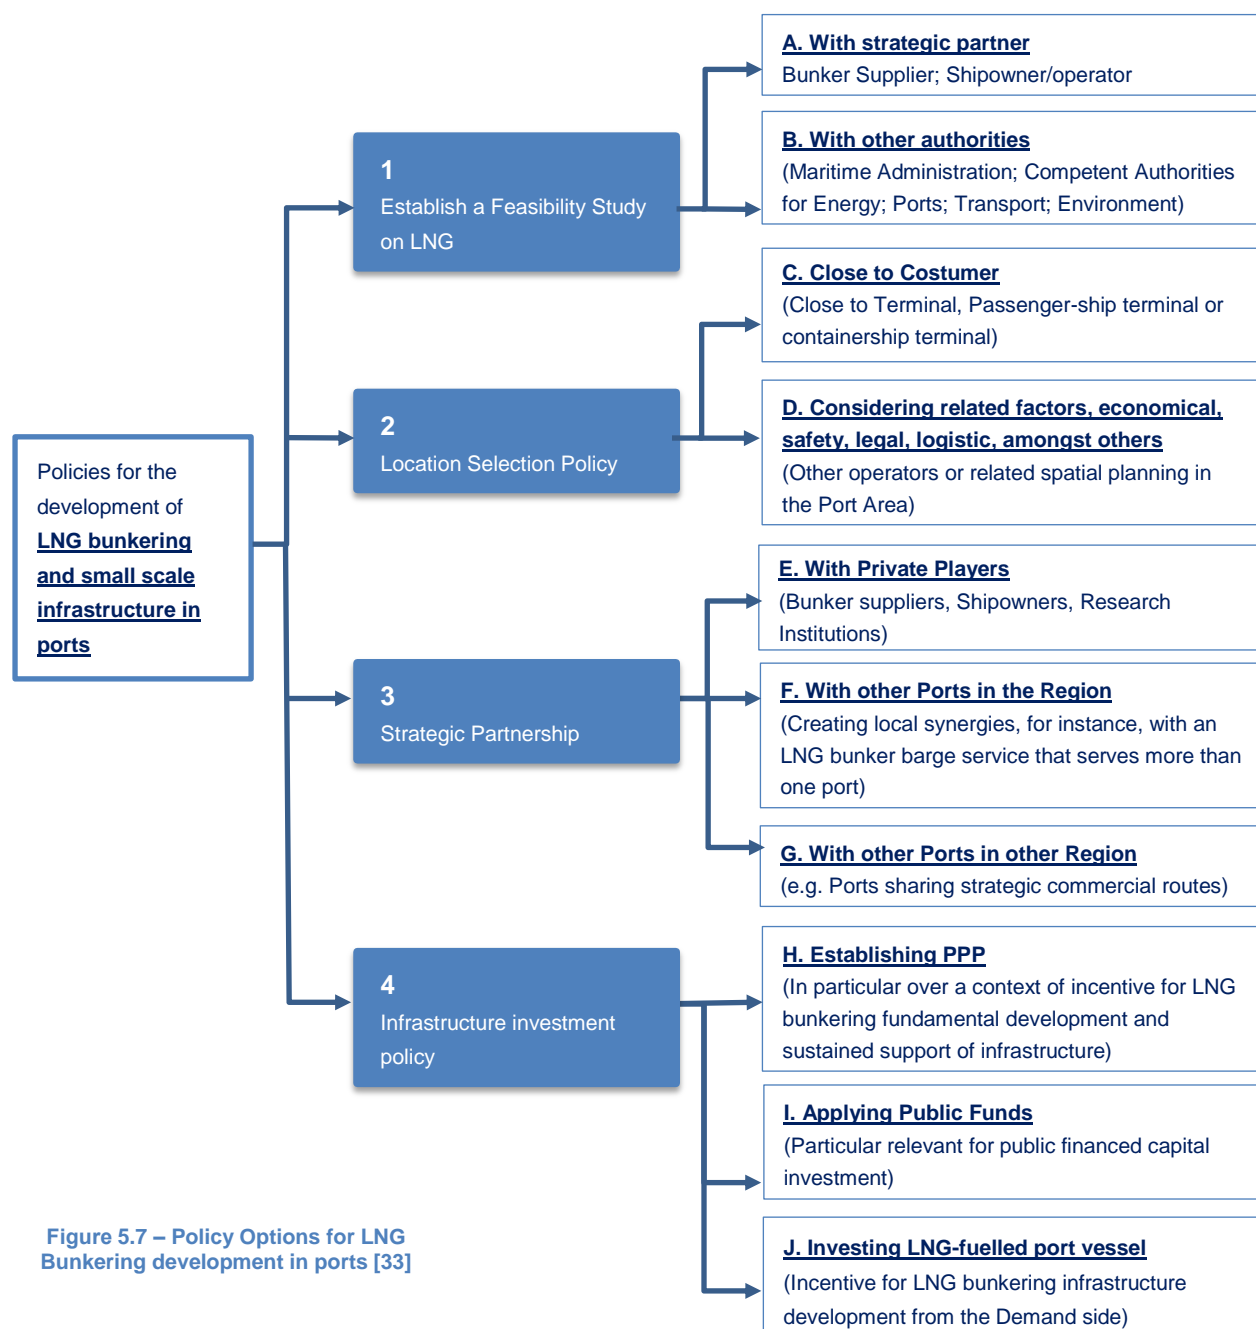 A. With strategic partner
Bunker Supplier; Shipowner/operator
B. With other authorities
(Maritime Administration; Competent Authorities
for Energy; Ports; Transport; Environment)
1
Establish a Feasibility Study
on LNG
C. Close to Costumer
(Close to Terminal, Passenger-ship terminal or
containership terminal)
2
Location Selection Policy
D. Considering related factors, economical,
safety, legal, logistic, amongst others
(Other operators or related spatial planning in
the Port Area)
Policies for the
development of
LNG bunkering
and small scale
infrastructure in
ports
E. With Private Players
(Bunker suppliers, Shipowners, Research
Institutions)
3
Strategic Partnership
F. With other Ports in the Region
(Creating local synergies, for instance, with an
LNG bunker barge service that serves more than
one port)
G. With other Ports in other Region
(e.g. Ports sharing strategic commercial routes)
4
Infrastructure investment
policy
H. Establishing PPP
(In particular over a context of incentive for LNG
bunkering fundamental development and
sustained support of infrastructure)
I. Applying Public Funds
(Particular relevant for public financed capital
investment)
J. Investing LNG-fuelled port vessel
(Incentive for LNG bunkering infrastructure
development from the Demand side)
Figure 5.7 – Policy Options for LNG
Bunkering development in ports [33]